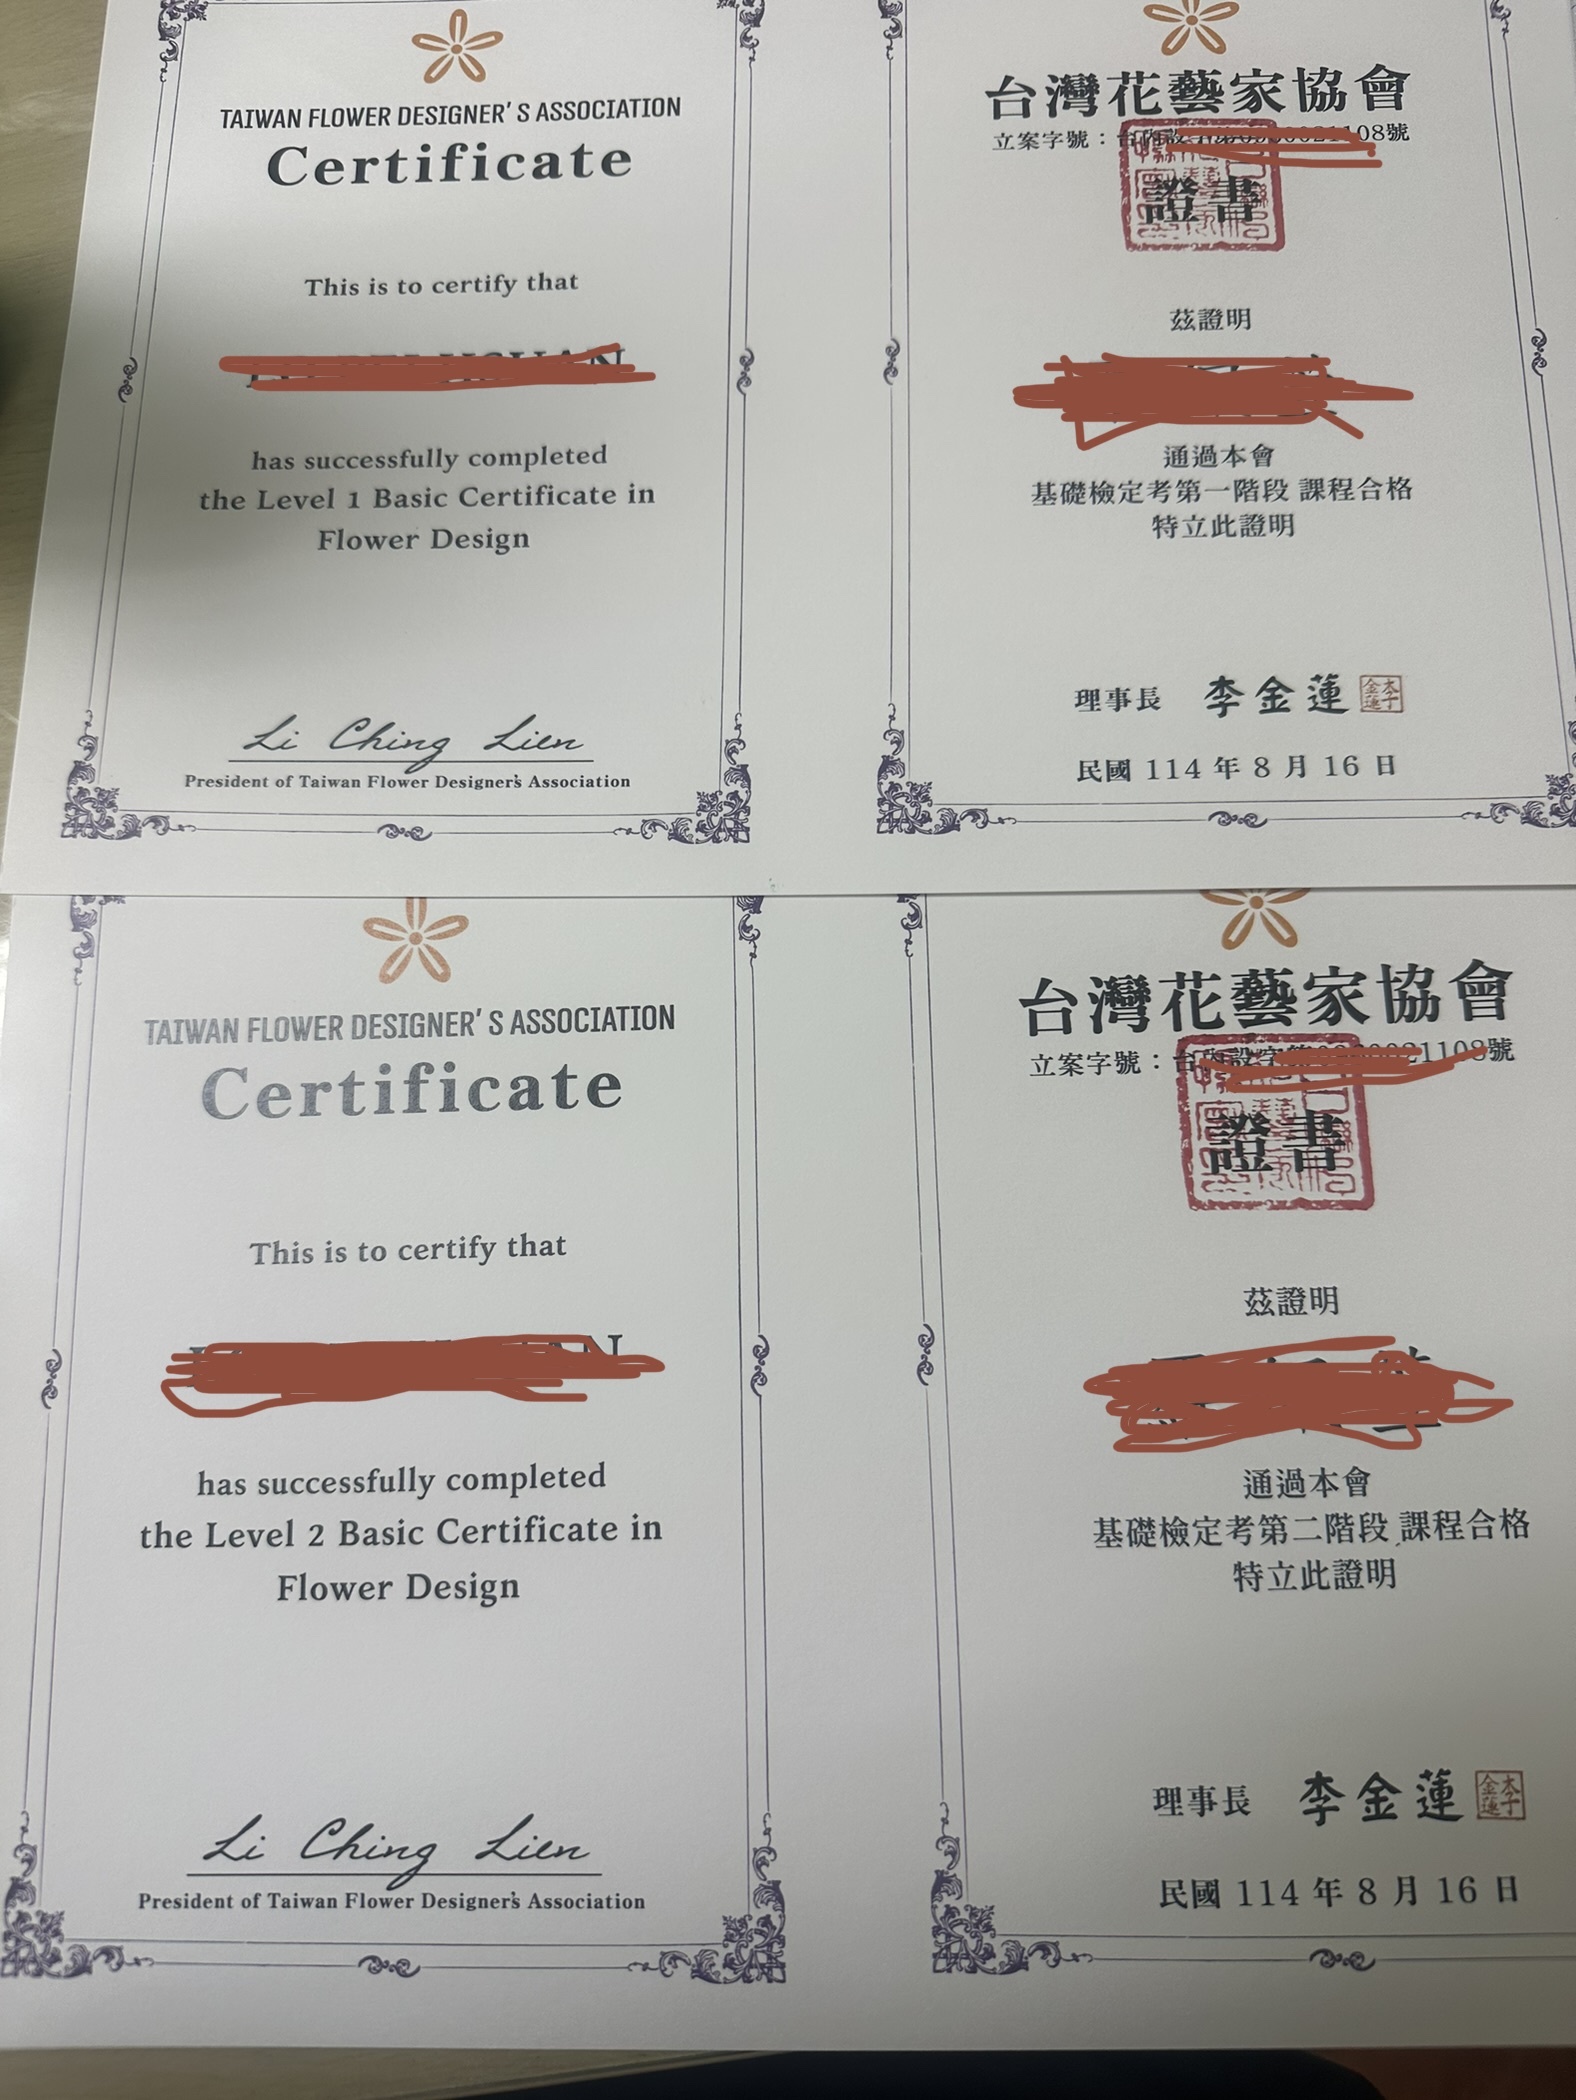 TAIWAN FLOWER DESIGNER'S ASSOCIATION
Certificate
This is to certify that
has successfully completed
the Level 1 Basic Certificate in
Flower Design
Li Ching Lien
President of Taiwan Flower Designer's Association
台灣花藝家協會
立案字號：
證書
茲證明
通過本會
基礎檢定考第一階段 課程合格
特立此證明
理事長 李金蓮
民國 114 年 8 月 16 日
TAIWAN FLOWER DESIGNER'S ASSOCIATION
Certificate
This is to certify that
has successfully completed
the Level 2 Basic Certificate in
Flower Design
Li Ching Lien
President of Taiwan Flower Designer's Association
台灣花藝家協會
立案字號：
證書
茲證明
通過本會
基礎檢定考第二階段 課程合格
特立此證明
理事長 李金蓮
民國 114 年 8 月 16 日